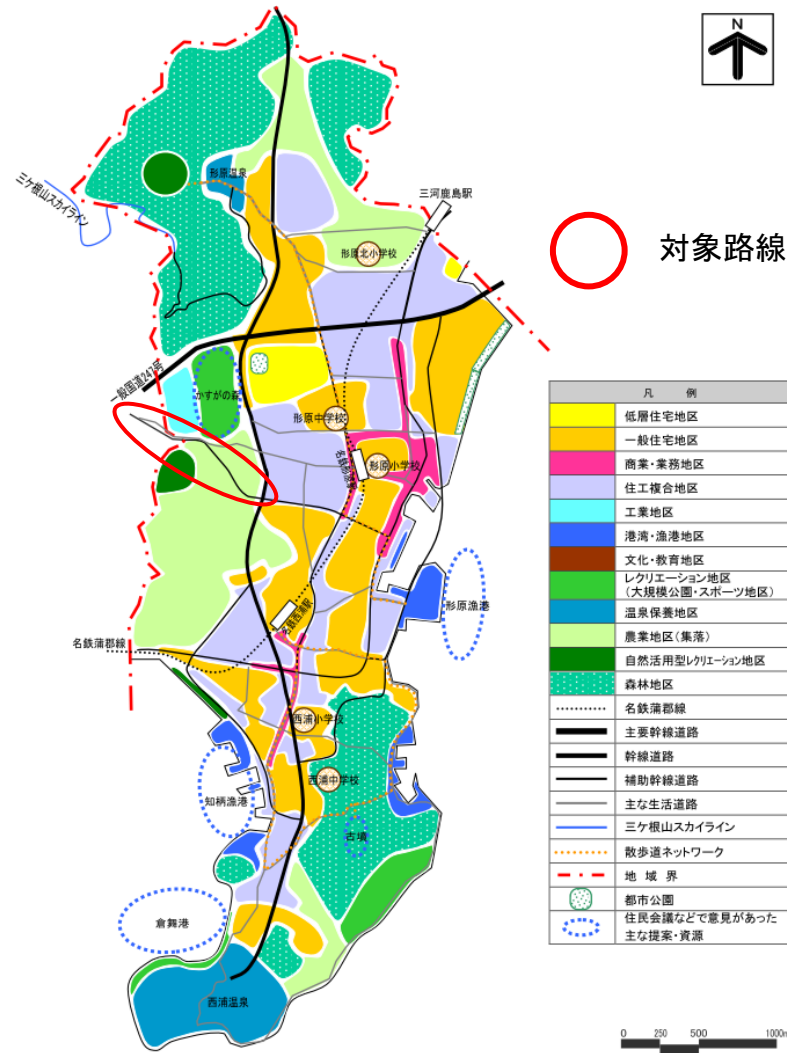 N
形原温泉
三ケ根山スカイライン
三河鹿島駅
形原北小学校
対象路線
一般国道247号
かすがの森
形原中学校
名鉄形原駅
形原小学校
形原漁港
名鉄西浦駅
名鉄蒲郡線
西浦小学校
西浦中学校
知柄漁港
古墳
倉舞港
西浦温泉
凡 例
低層住宅地区
一般住宅地区
商業・業務地区
住工複合地区
工業地区
港湾・漁港地区
文化・教育地区
レクリエーション地区
(大規模公園・スポーツ地区)
温泉保養地区
農業地区(集落)
自然活用型レクリエーション地区
森林地区
名鉄蒲郡線
主要幹線道路
幹線道路
補助幹線道路
主な生活道路
三ケ根山スカイライン
散歩道ネットワーク
地 域 界
都市公園
住民会議などで意見があった
主な提案・資源
0 250 500 1000m